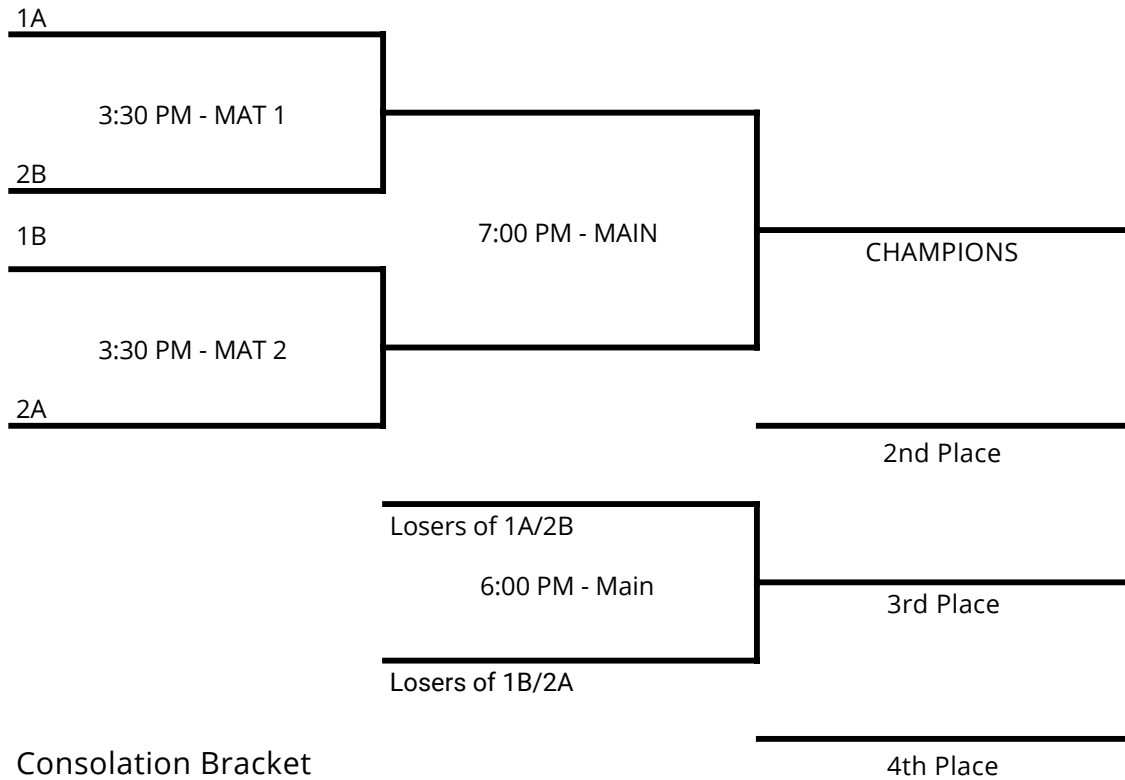 1A
3:30 PM - MAT 1
2B
1B
7:00 PM - MAIN
CHAMPIONS
3:30 PM - MAT 2
2A
2nd Place
Losers of 1A/2B
6:00 PM - Main
3rd Place
Losers of 1B/2A
Consolation Bracket
4th Place